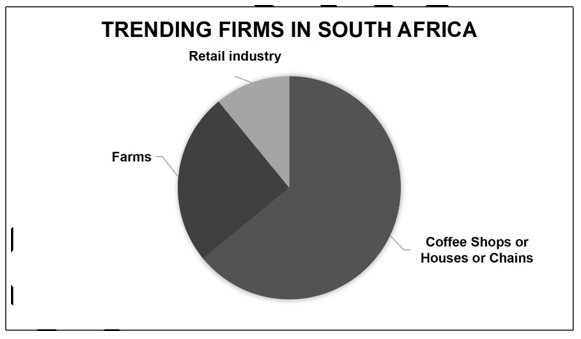 TRENDING FIRMS IN SOUTH AFRICA
Retail industry
Farms
Coffee Shops or
Houses or Chains